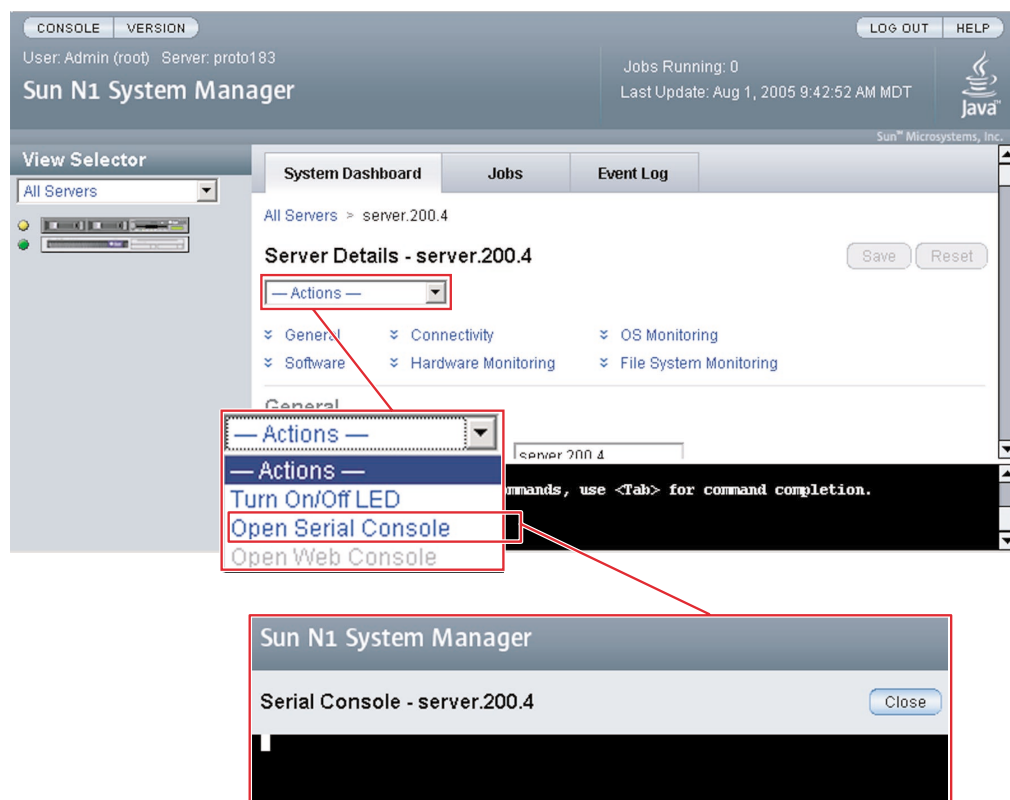 CONSOLE VERSION LOG OUT HELP
User: Admin (root) Server: proto183
Sun N1 System Manager
Jobs Running: 0
Last Update: Aug 1, 2005 9:42:52 AM MDT
Java™
Sun™ Microsystems, Inc.
View Selector
All Servers
System Dashboard Jobs Event Log
All Servers > server.200.4
Server Details - server.200.4
Save Reset
— Actions —
General Connectivity OS Monitoring
Software Hardware Monitoring File System Monitoring
General
server.200.4
— Actions —
— Actions —
Turn On/Off LED
Open Serial Console
Open Web Console
ommands, use <Tab> for command completion.
Sun N1 System Manager
Serial Console - server.200.4
Close